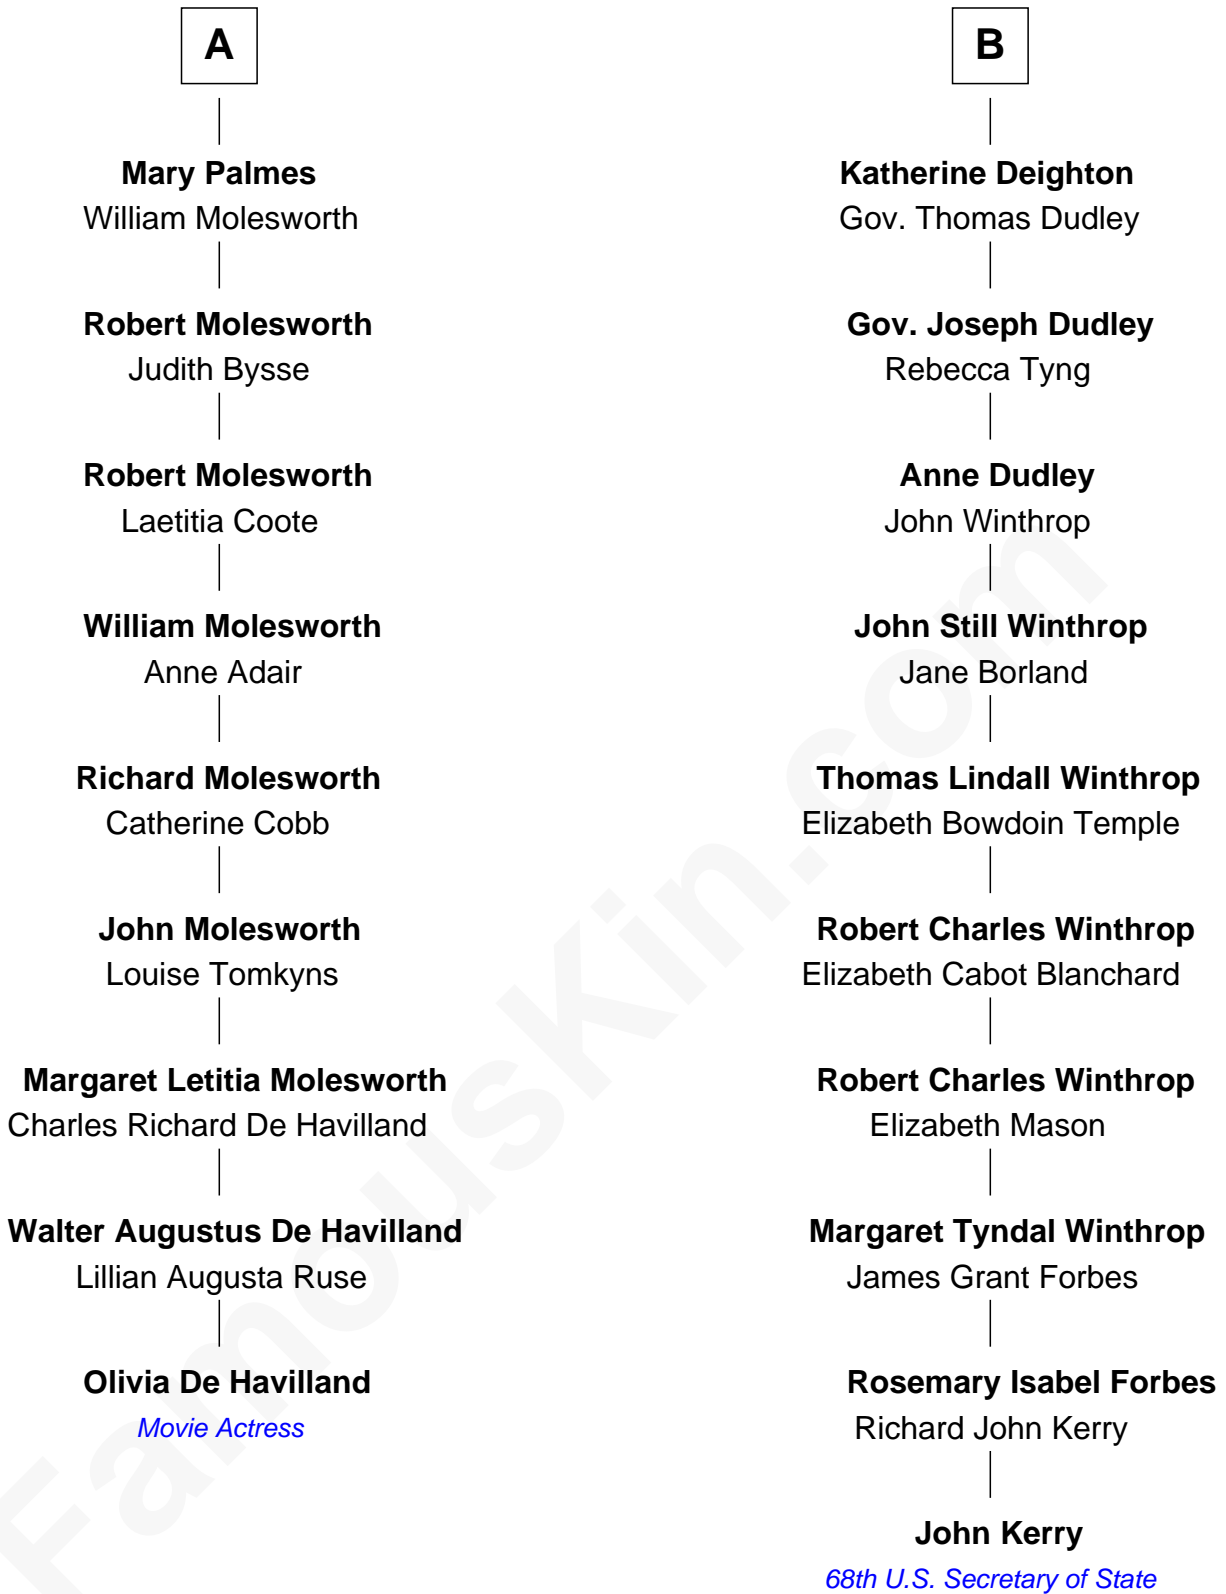 A
Mary Palmes
William Molesworth
Robert Molesworth
Judith Bysse
Robert Molesworth
Laetitia Coote
William Molesworth
Anne Adair
Richard Molesworth
Catherine Cobb
John Molesworth
Louise Tomkyns
Margaret Letitia Molesworth
Charles Richard De Havilland
Walter Augustus De Havilland
Lillian Augusta Ruse
Olivia De Havilland
Movie Actress
B
Katherine Deighton
Gov. Thomas Dudley
Gov. Joseph Dudley
Rebecca Tyng
Anne Dudley
John Winthrop
John Still Winthrop
Jane Borland
Thomas Lindall Winthrop
Elizabeth Bowdoin Temple
Robert Charles Winthrop
Elizabeth Cabot Blanchard
Robert Charles Winthrop
Elizabeth Mason
Margaret Tyndal Winthrop
James Grant Forbes
Rosemary Isabel Forbes
Richard John Kerry
John Kerry
68th U.S. Secretary of State
FamousKin.com